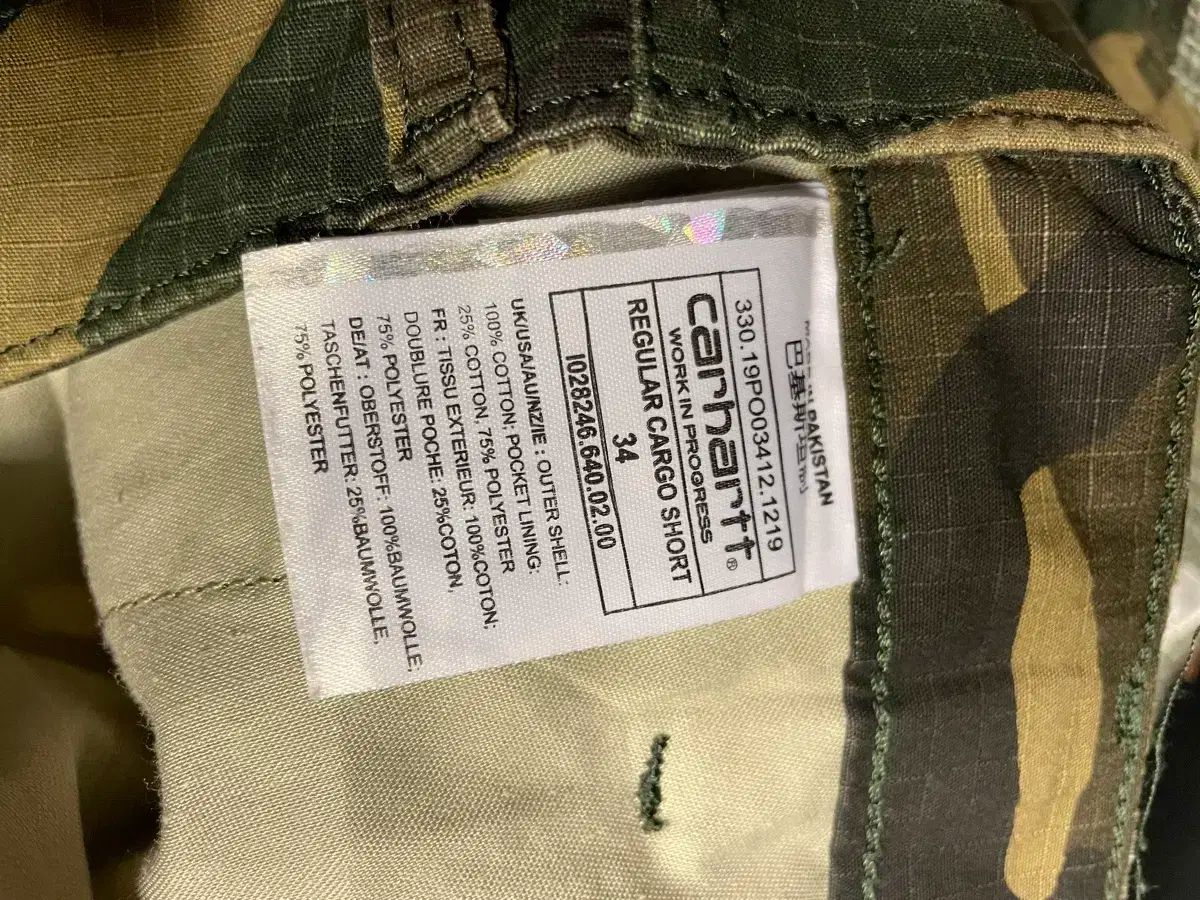 PAKISTAN
巴基斯坦制
330.19PO03412.1219
carhartt®
WORK IN PROGRESS
REGULAR CARGO SHORT
34
I028246.640.02.00
UK/USA/AU/NZ/IE : OUTER SHELL:
100% COTTON: POCKET LINING:
25% COTTON, 75% POLYESTER
FR : TISSU EXTERIEUR: 100%COTON;
DOUBLURE POCHE: 25%COTON,
75% POLYESTER
DE/AT : OBERSTOFF: 100%BAUMWOLLE;
TASCHENFUTTER: 25%BAUMWOLLE,
75% POLYESTER